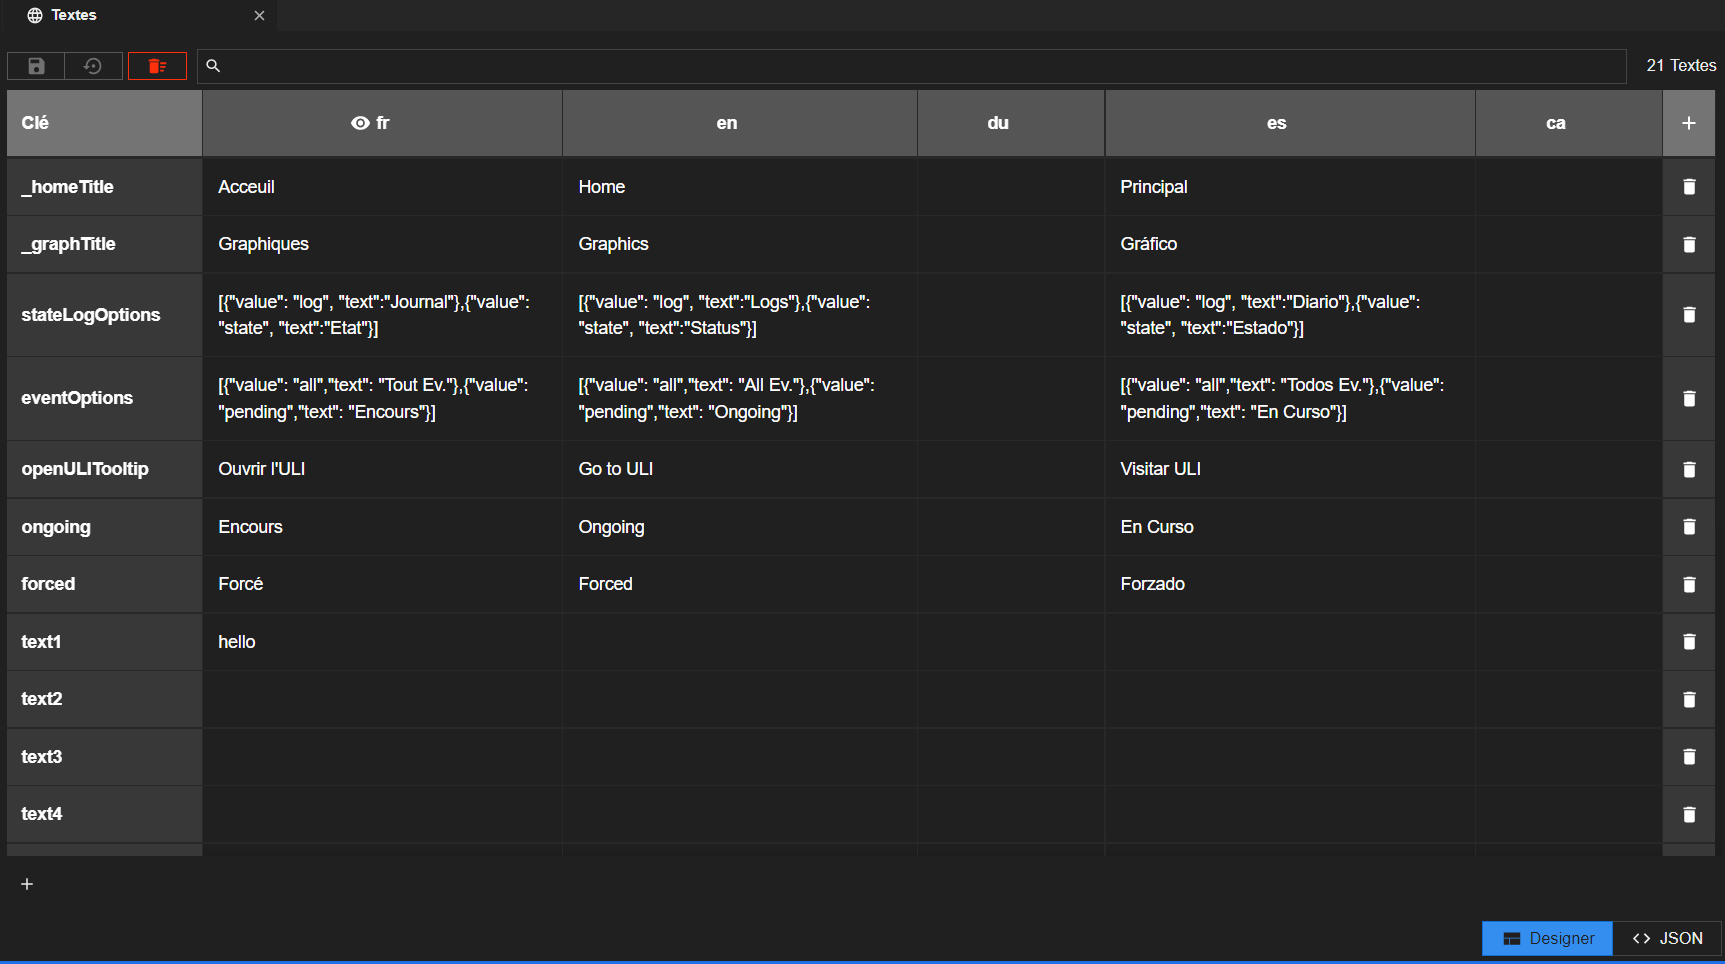 Textes
21 Textes
Clé fr en du es ca
_homeTitle Acceuil Home Principal
_graphTitle Graphiques Graphics Gráfico
stateLogOptions
[{"value": "log", "text":"Journal"},{"value":
"state", "text":"Etat"}]
[{"value": "log", "text":"Logs"},{"value":
"state", "text":"Status"}]
[{"value": "log", "text":"Diario"},{"value":
"state", "text":"Estado"}]
eventOptions
[{"value": "all","text": "Tout Ev."},{"value":
"pending","text": "Encours"}]
[{"value": "all","text": "All Ev."},{"value":
"pending","text": "Ongoing"}]
[{"value": "all","text": "Todos Ev."},{"value":
"pending","text": "En Curso"}]
openULITooltip Ouvrir l'ULI Go to ULI Visitar ULI
ongoing Encours Ongoing En Curso
forced Forcé Forced Forzado
text1 hello
text2
text3
text4
Designer JSON